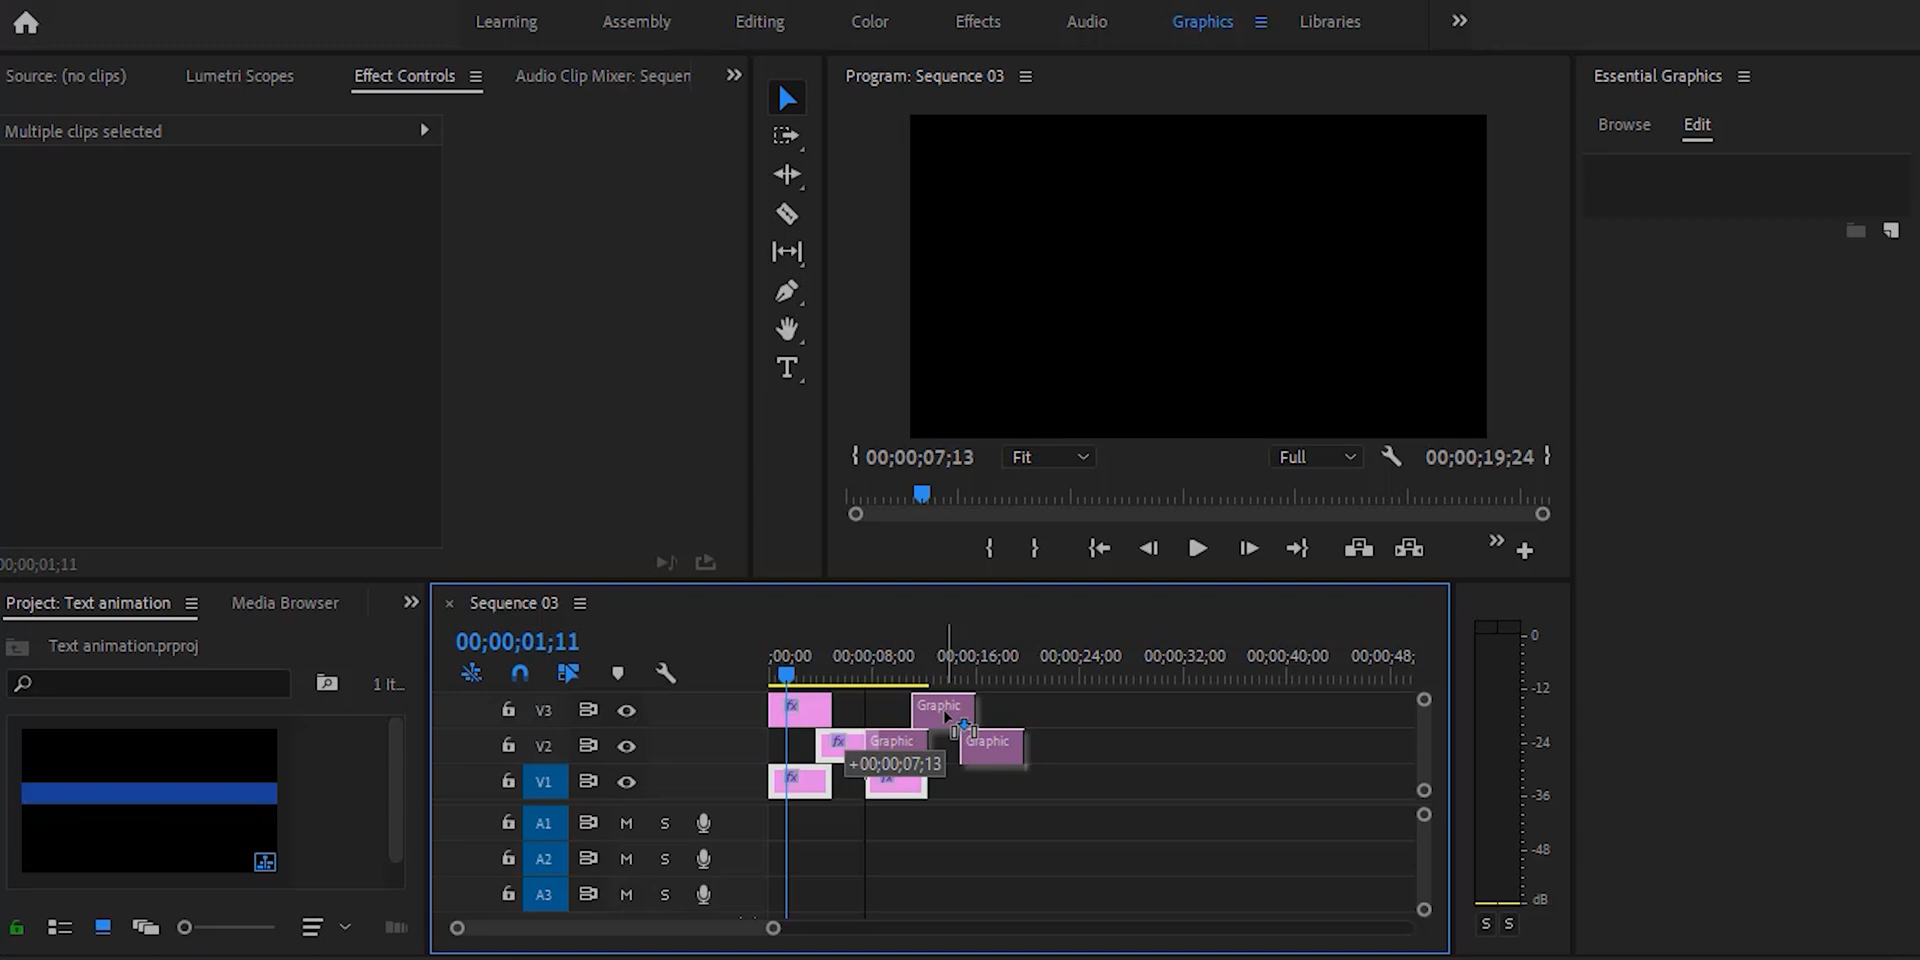 Learning Assembly Editing Color Effects Audio Graphics Libraries
Source: (no clips) Lumetri Scopes Effect Controls Audio Clip Mixer: Sequen
Program: Sequence 03
Essential Graphics
Browse Edit
Multiple clips selected
00;00;07;13 Fit Full 00;00;19;24
00;00;01;11
Project: Text animation Media Browser
Sequence 03
Text animation.prproj
00;00;01;11
1 It...
;00;00 00;00;08;00 00;00;16;00 00;00;24;00 00;00;32;00 00;00;40;00 00;00;48;
V3 fx Graphic
V2 fx Graphic Graphic
+00;00;07;13
V1 fx fx
A1 M S
A2 M S
A3 M S
0
-12
-24
-36
-48
dB
S S